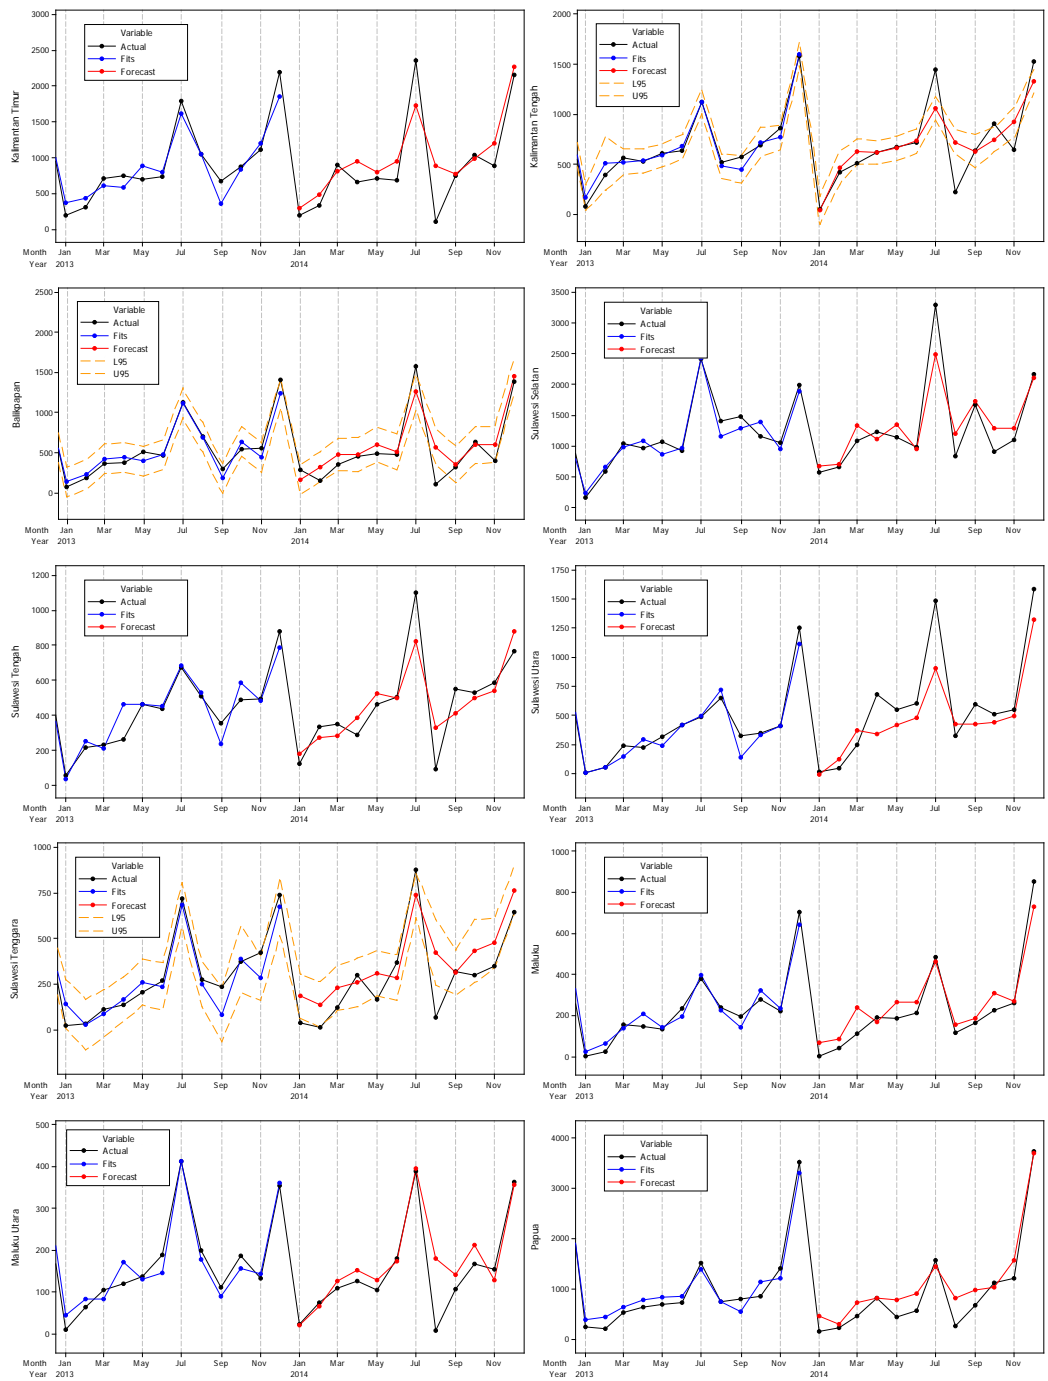 Kalimantan Timur
3000
2500
2000
1500
1000
500
0
Variable
Actual
Fits
Forecast
Month Jan Mar May Jul Sep Nov Jan Mar May Jul Sep Nov
Year 2013 2014
Kalimantan Tengah
2000
1500
1000
500
0
Variable
Actual
Fits
Forecast
L95
U95
Month Jan Mar May Jul Sep Nov Jan Mar May Jul Sep Nov
Year 2013 2014
Balikpapan
2500
2000
1500
1000
500
0
Variable
Actual
Fits
Forecast
L95
U95
Month Jan Mar May Jul Sep Nov Jan Mar May Jul Sep Nov
Year 2013 2014
Sulawesi Selatan
3500
3000
2500
2000
1500
1000
500
0
Variable
Actual
Fits
Forecast
Month Jan Mar May Jul Sep Nov Jan Mar May Jul Sep Nov
Year 2013 2014
Sulawesi Tengah
1200
1000
800
600
400
200
0
Variable
Actual
Fits
Forecast
Month Jan Mar May Jul Sep Nov Jan Mar May Jul Sep Nov
Year 2013 2014
Sulawesi Utara
1750
1500
1250
1000
750
500
250
0
Variable
Actual
Fits
Forecast
Month Jan Mar May Jul Sep Nov Jan Mar May Jul Sep Nov
Year 2013 2014
Sulawesi Tenggara
1000
750
500
250
0
Variable
Actual
Fits
Forecast
L95
U95
Month Jan Mar May Jul Sep Nov Jan Mar May Jul Sep Nov
Year 2013 2014
Maluku
1000
800
600
400
200
0
Variable
Actual
Fits
Forecast
Month Jan Mar May Jul Sep Nov Jan Mar May Jul Sep Nov
Year 2013 2014
Maluku Utara
500
400
300
200
100
0
Variable
Actual
Fits
Forecast
Month Jan Mar May Jul Sep Nov Jan Mar May Jul Sep Nov
Year 2013 2014
Papua
4000
3000
2000
1000
0
Variable
Actual
Fits
Forecast
Month Jan Mar May Jul Sep Nov Jan Mar May Jul Sep Nov
Year 2013 2014